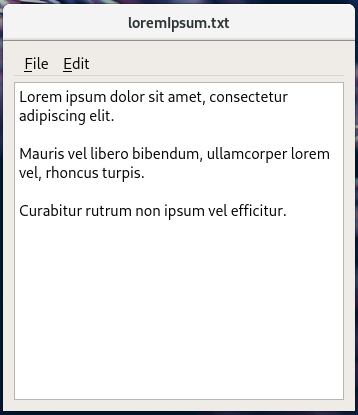 loremipsum.txt
File Edit
Lorem ipsum dolor sit amet, consectetur
adipiscing elit.
Mauris vel libero bibendum, ullamcorper lorem
vel, rhoncus turpis.
Curabitur rutrum non ipsum vel efficitur.